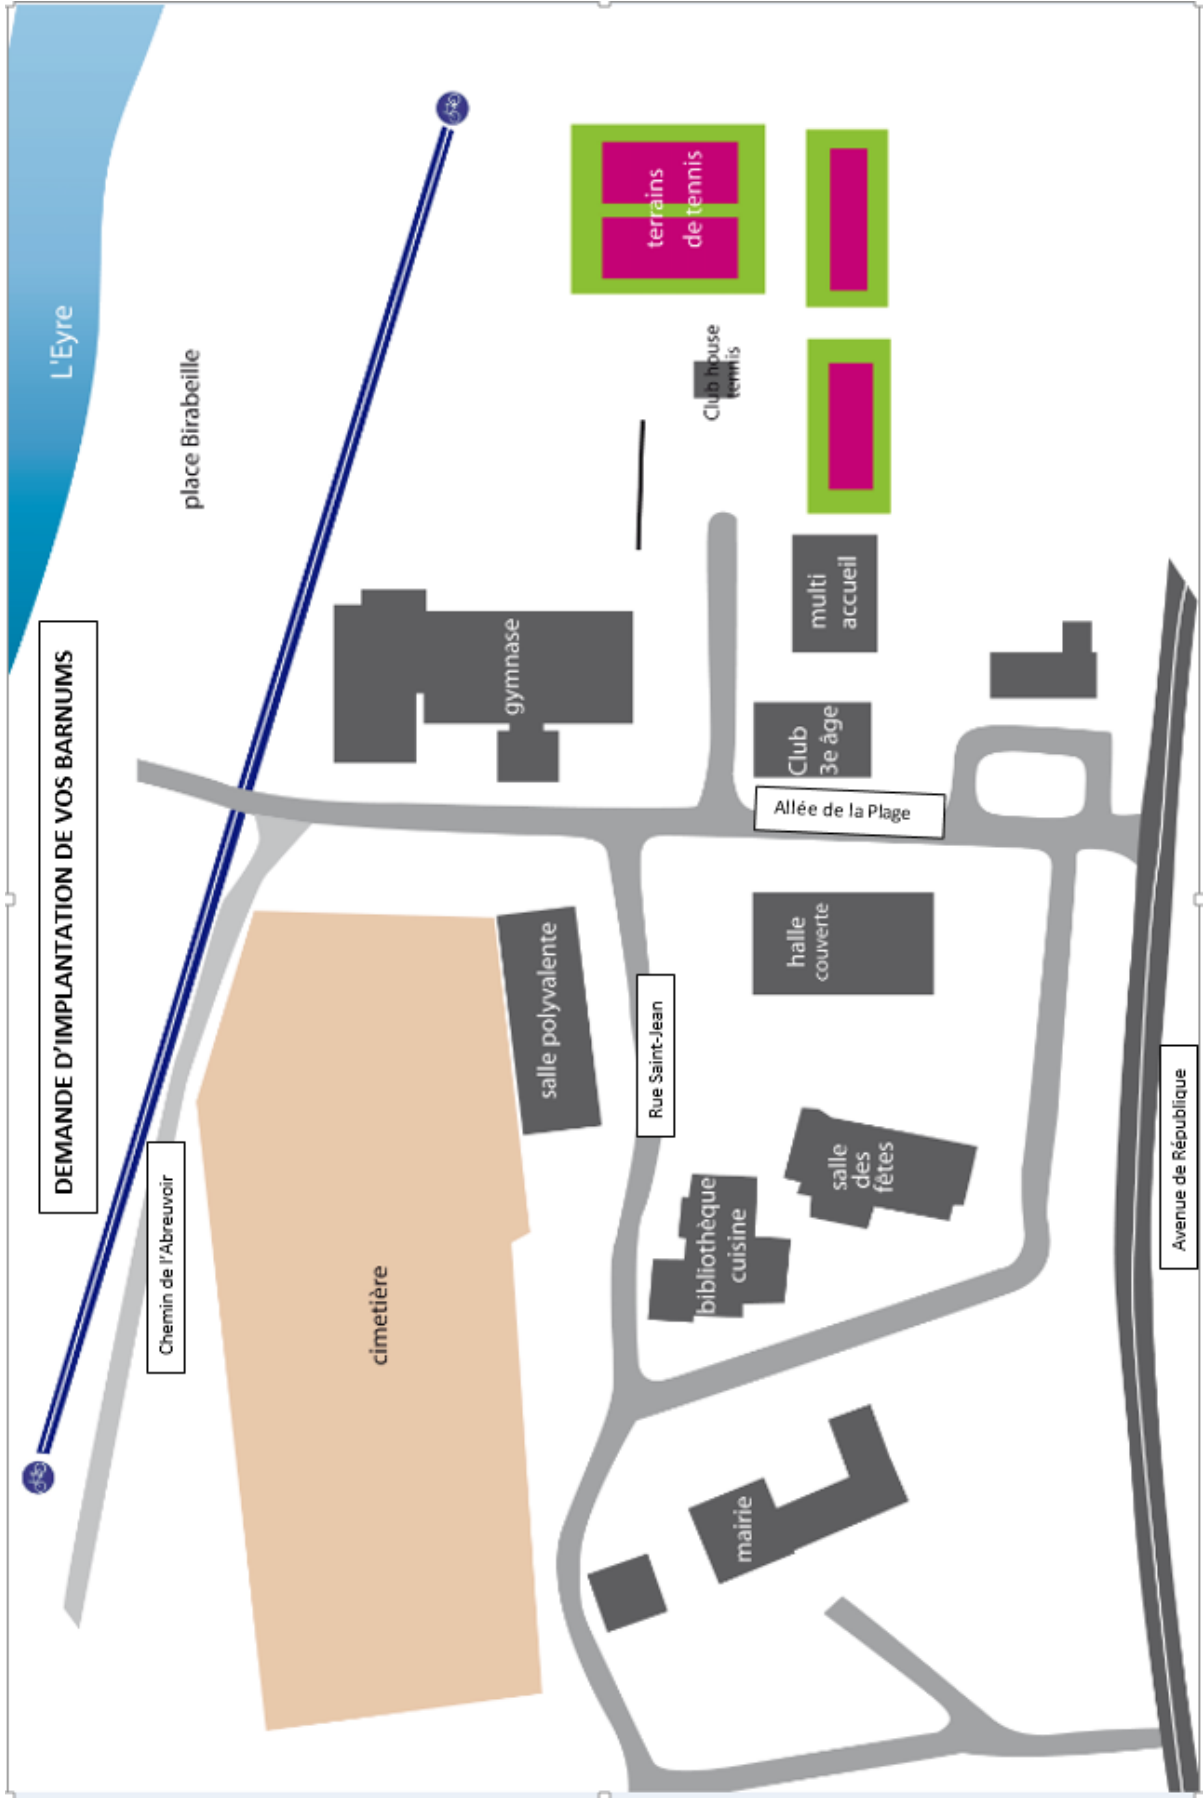 DEMANDE D'IMPLANTATION DE VOS BARNUMS
L'Eyre
place Birabeille
Chemin de l'Abreuvoir
cimetière
gymnase
salle polyvalente
Rue Saint-Jean
terrains
de tennis
Club house
tennis
multi
accueil
Club
3e âge
Allée de la Plage
halle
couverte
salle
des
fêtes
bibliothèque
cuisine
mairie
Avenue de République